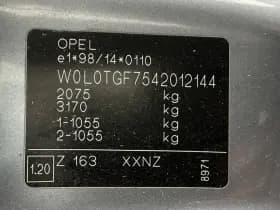 OPEL
e1*98/14*0110
W0L0TGF7542012144
2075 kg
3170 kg
1-1055 kg
2-1055 kg
1.20 Z 163 XXNZ
8971